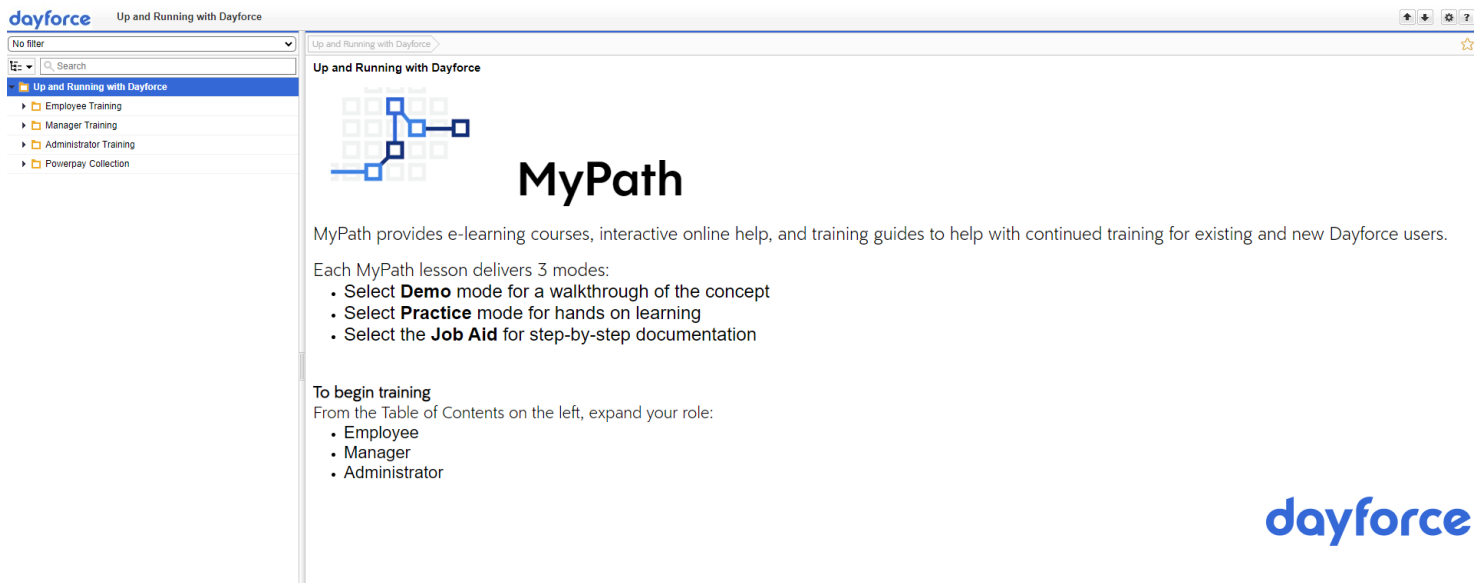 dayforce Up and Running with Dayforce
No filter
Search
Up and Running with Dayforce
Employee Training
Manager Training
Administrator Training
Powerpay Collection
Up and Running with Dayforce
Up and Running with Dayforce
MyPath
MyPath provides e-learning courses, interactive online help, and training guides to help with continued training for existing and new Dayforce users.
Each MyPath lesson delivers 3 modes:
• Select Demo mode for a walkthrough of the concept
• Select Practice mode for hands on learning
• Select the Job Aid for step-by-step documentation
To begin training
From the Table of Contents on the left, expand your role:
• Employee
• Manager
• Administrator
dayforce